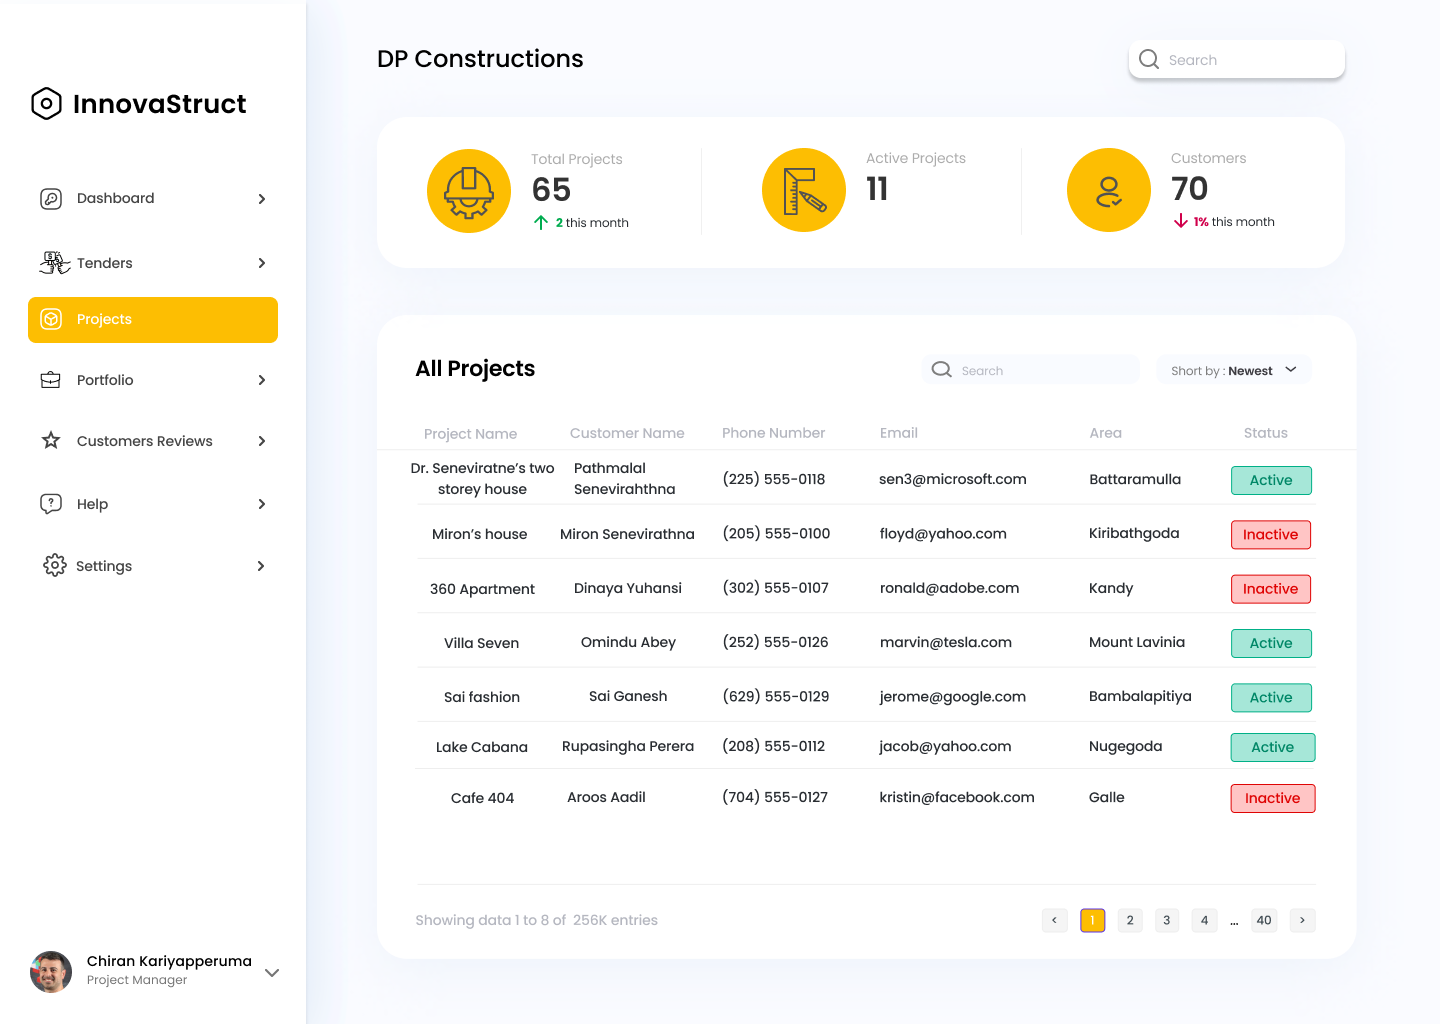 InnovaStruct
Dashboard
Tenders
Projects
Portfolio
Customers Reviews
?
Help
Settings
Chiran Kariyapperuma
Project Manager
DP Constructions
Search
Total Projects
65
2 this month
Active Projects
11
Customers
70
1% this month
All Projects
Search
Short by : Newest
Project Name Customer Name Phone Number Email Area Status
Dr. Seneviratne’s two
storey house
Pathmalal
Senevirahthna
(225) 555-0118 sen3@microsoft.com Battaramulla Active
Miron’s house Miron Senevirathna (205) 555-0100 floyd@yahoo.com Kiribathgoda Inactive
360 Apartment Dinaya Yuhansi (302) 555-0107 ronald@adobe.com Kandy Inactive
Villa Seven Omindu Abey (252) 555-0126 marvin@tesla.com Mount Lavinia Active
Sai fashion Sai Ganesh (629) 555-0129 jerome@google.com Bambalapitiya Active
Lake Cabana Rupasingha Perera (208) 555-0112 jacob@yahoo.com Nugegoda Active
Cafe 404 Aroos Aadil (704) 555-0127 kristin@facebook.com Galle Inactive
Showing data 1 to 8 of 256K entries
< 1 2 3 4 ... 40 >